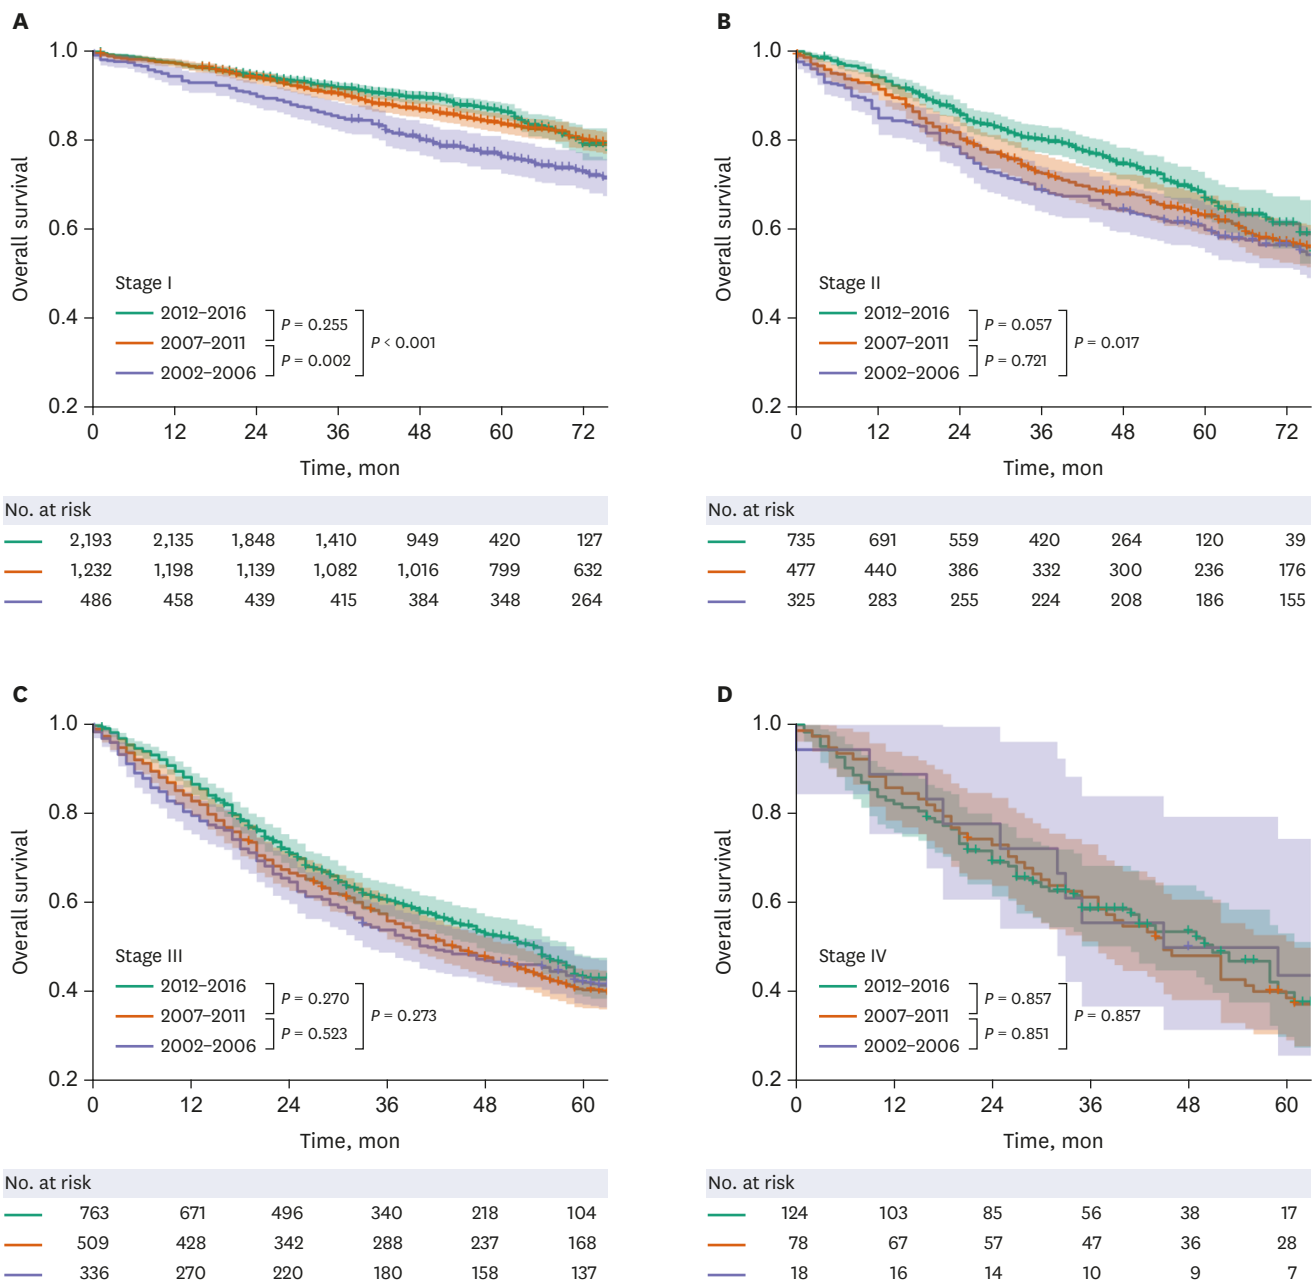 A
1.0
0.8
0.6
0.4
0.2
Overall survival
Stage I
2012–2016
2007–2011
2002–2006
P = 0.255
P = 0.002
P < 0.001
0 12 24 36 48 60 72
Time, mon
No. at risk
2,193 2,135 1,848 1,410 949 420 127
1,232 1,198 1,139 1,082 1,016 799 632
486 458 439 415 384 348 264
B
1.0
0.8
0.6
0.4
0.2
Overall survival
Stage II
2012–2016
2007–2011
2002–2006
P = 0.057
P = 0.721
P = 0.017
0 12 24 36 48 60 72
Time, mon
No. at risk
735 691 559 420 264 120 39
477 440 386 332 300 236 176
325 283 255 224 208 186 155
C
1.0
0.8
0.6
0.4
0.2
Overall survival
Stage III
2012–2016
2007–2011
2002–2006
P = 0.270
P = 0.523
P = 0.273
0 12 24 36 48 60
Time, mon
No. at risk
763 671 496 340 218 104
509 428 342 288 237 168
336 270 220 180 158 137
D
1.0
0.8
0.6
0.4
0.2
Overall survival
Stage IV
2012–2016
2007–2011
2002–2006
P = 0.857
P = 0.851
P = 0.857
0 12 24 36 48 60
Time, mon
No. at risk
124 103 85 56 38 17
78 67 57 47 36 28
18 16 14 10 9 7